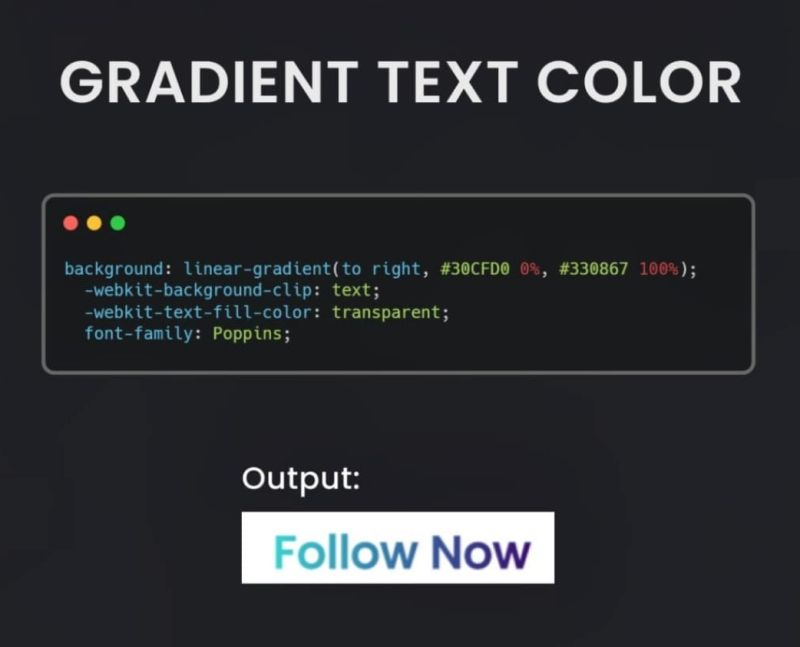 GRADIENT TEXT COLOR
background: linear-gradient(to right, #30CFD0 0%, #330867 100%);
-webkit-background-clip: text;
-webkit-text-fill-color: transparent;
font-family: Poppins;
Output:
Follow Now